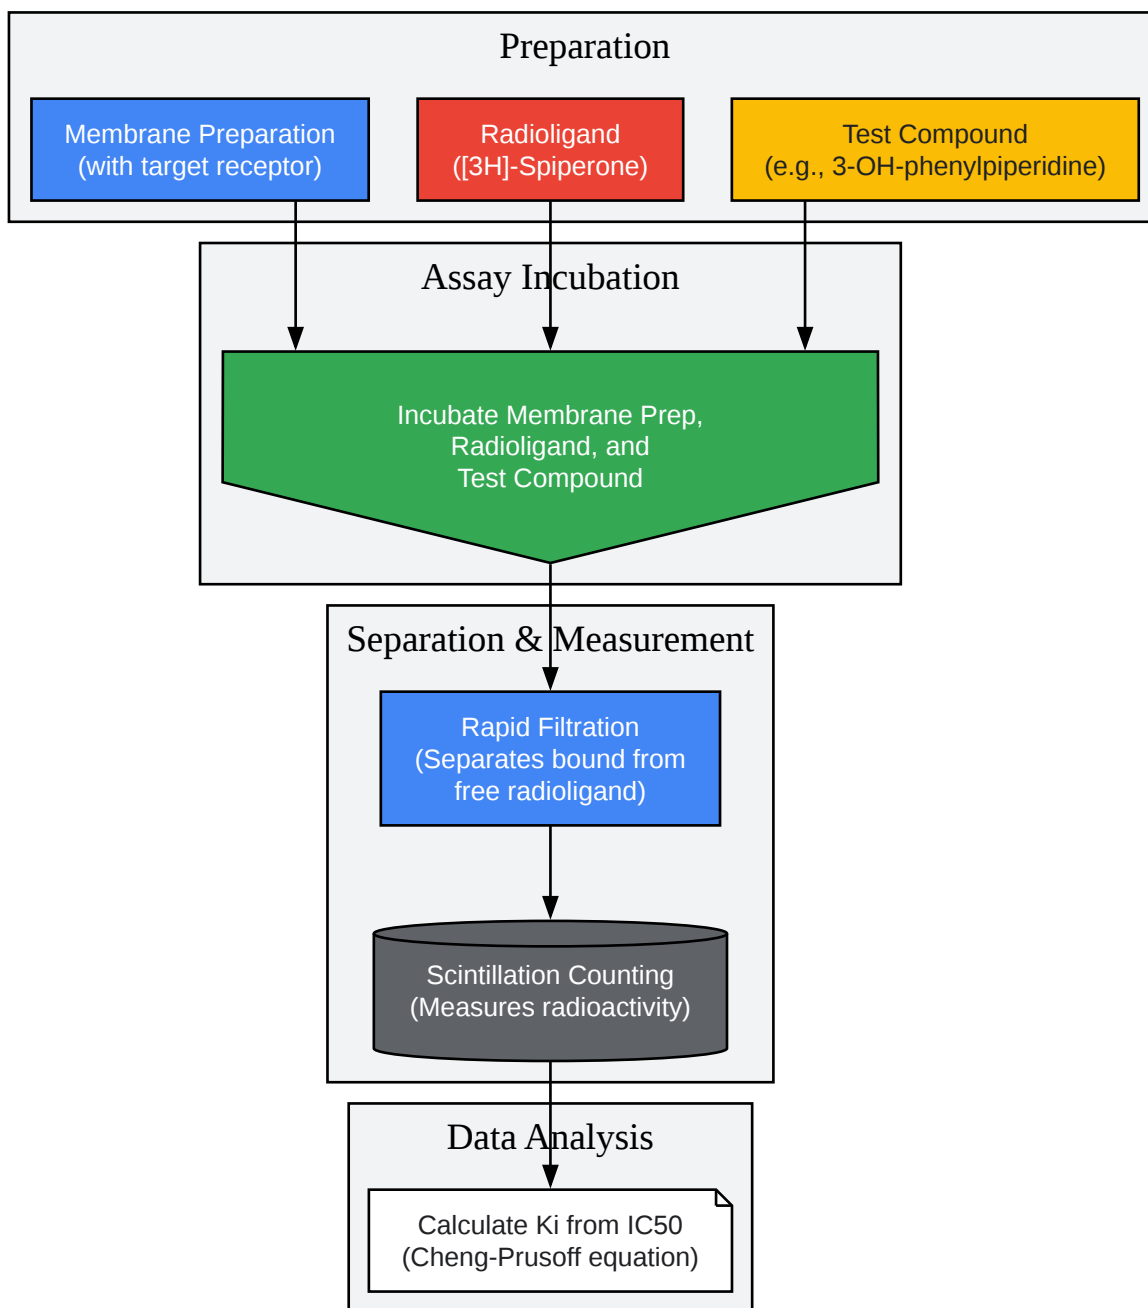 Preparation
Membrane Preparation
(with target receptor)
Radioligand
([3H]-Spiperone)
Test Compound
(e.g., 3-OH-phenylpiperidine)
Assay Incubation
Incubate Membrane Prep,
Radioligand, and
Test Compound
Separation & Measurement
Rapid Filtration
(Separates bound from
free radioligand)
Scintillation Counting
(Measures radioactivity)
Data Analysis
Calculate Ki from IC50
(Cheng-Prusoff equation)